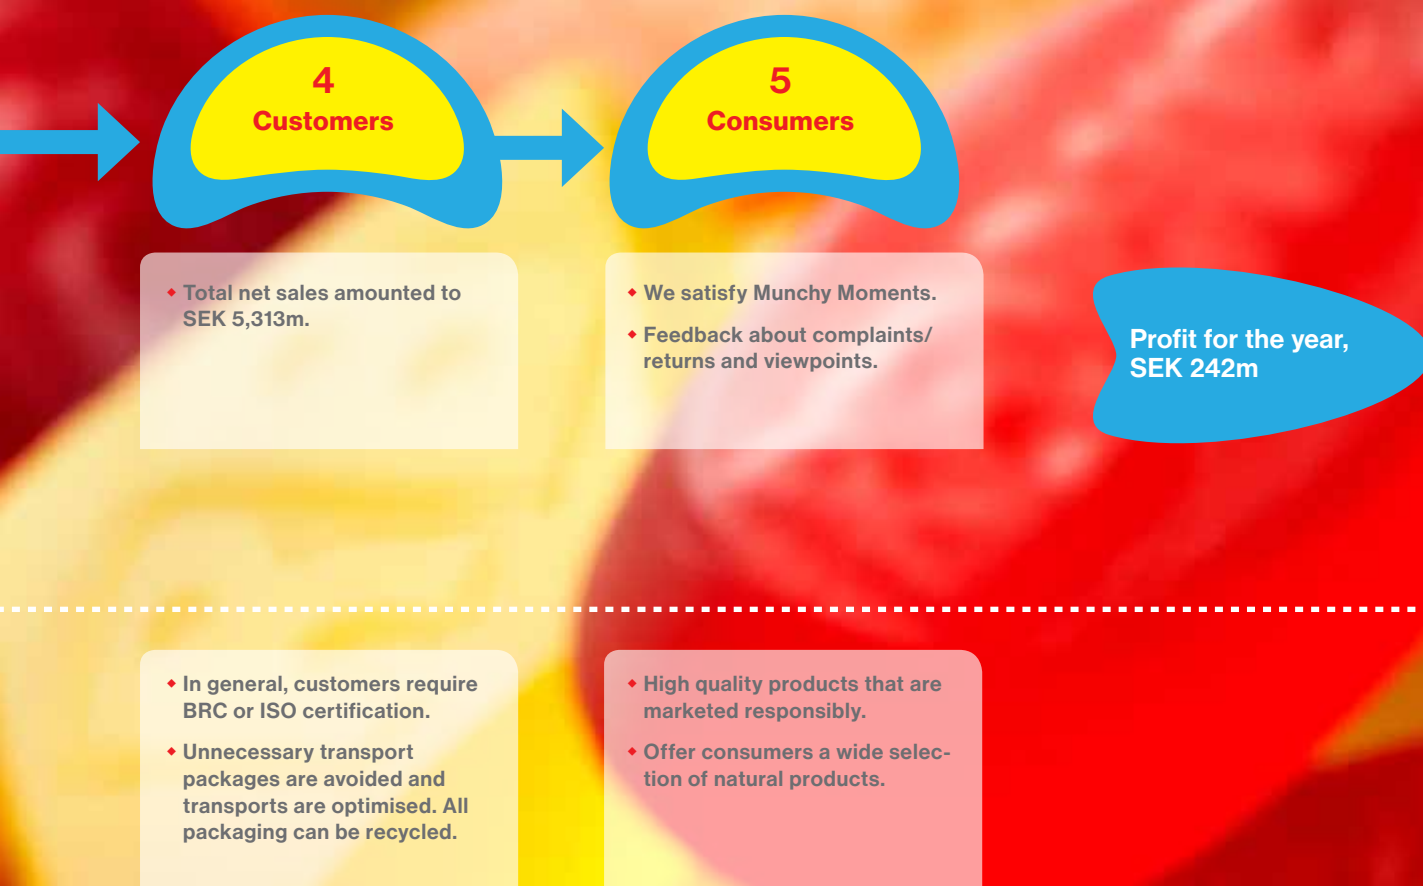 4
Customers
5
Consumers
◆ Total net sales amounted to
SEK 5,313m.
◆ We satisfy Munchy Moments.
◆ Feedback about complaints/
returns and viewpoints.
Profit for the year,
SEK 242m
◆ In general, customers require
BRC or ISO certification.
◆ Unnecessary transport
packages are avoided and
transports are optimised. All
packaging can be recycled.
◆ High quality products that are
marketed responsibly.
◆ Offer consumers a wide selec-
tion of natural products.